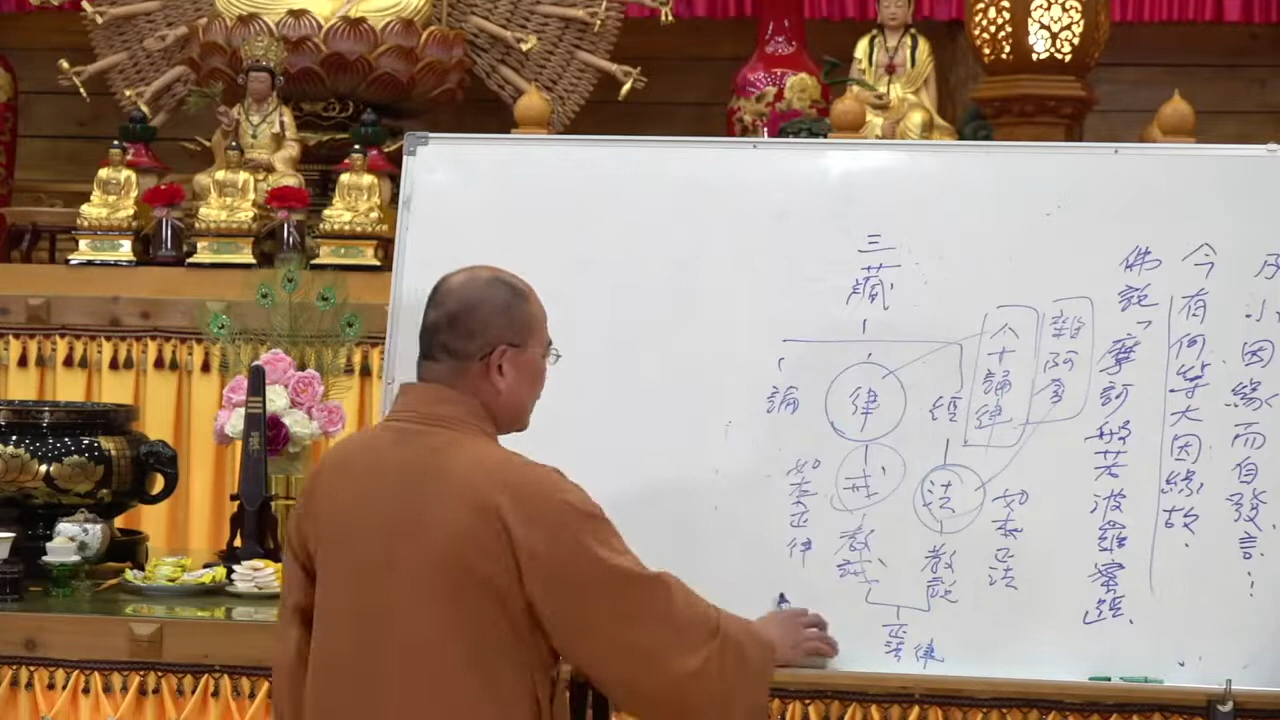 小因緣而自發言：
今有何等大因緣故．
佛說「摩訶般若波羅蜜經．
雜阿含
八十誦律
三藏
經
律
論
法
戒
教說
教誡
如來正法
如來正律
正法律